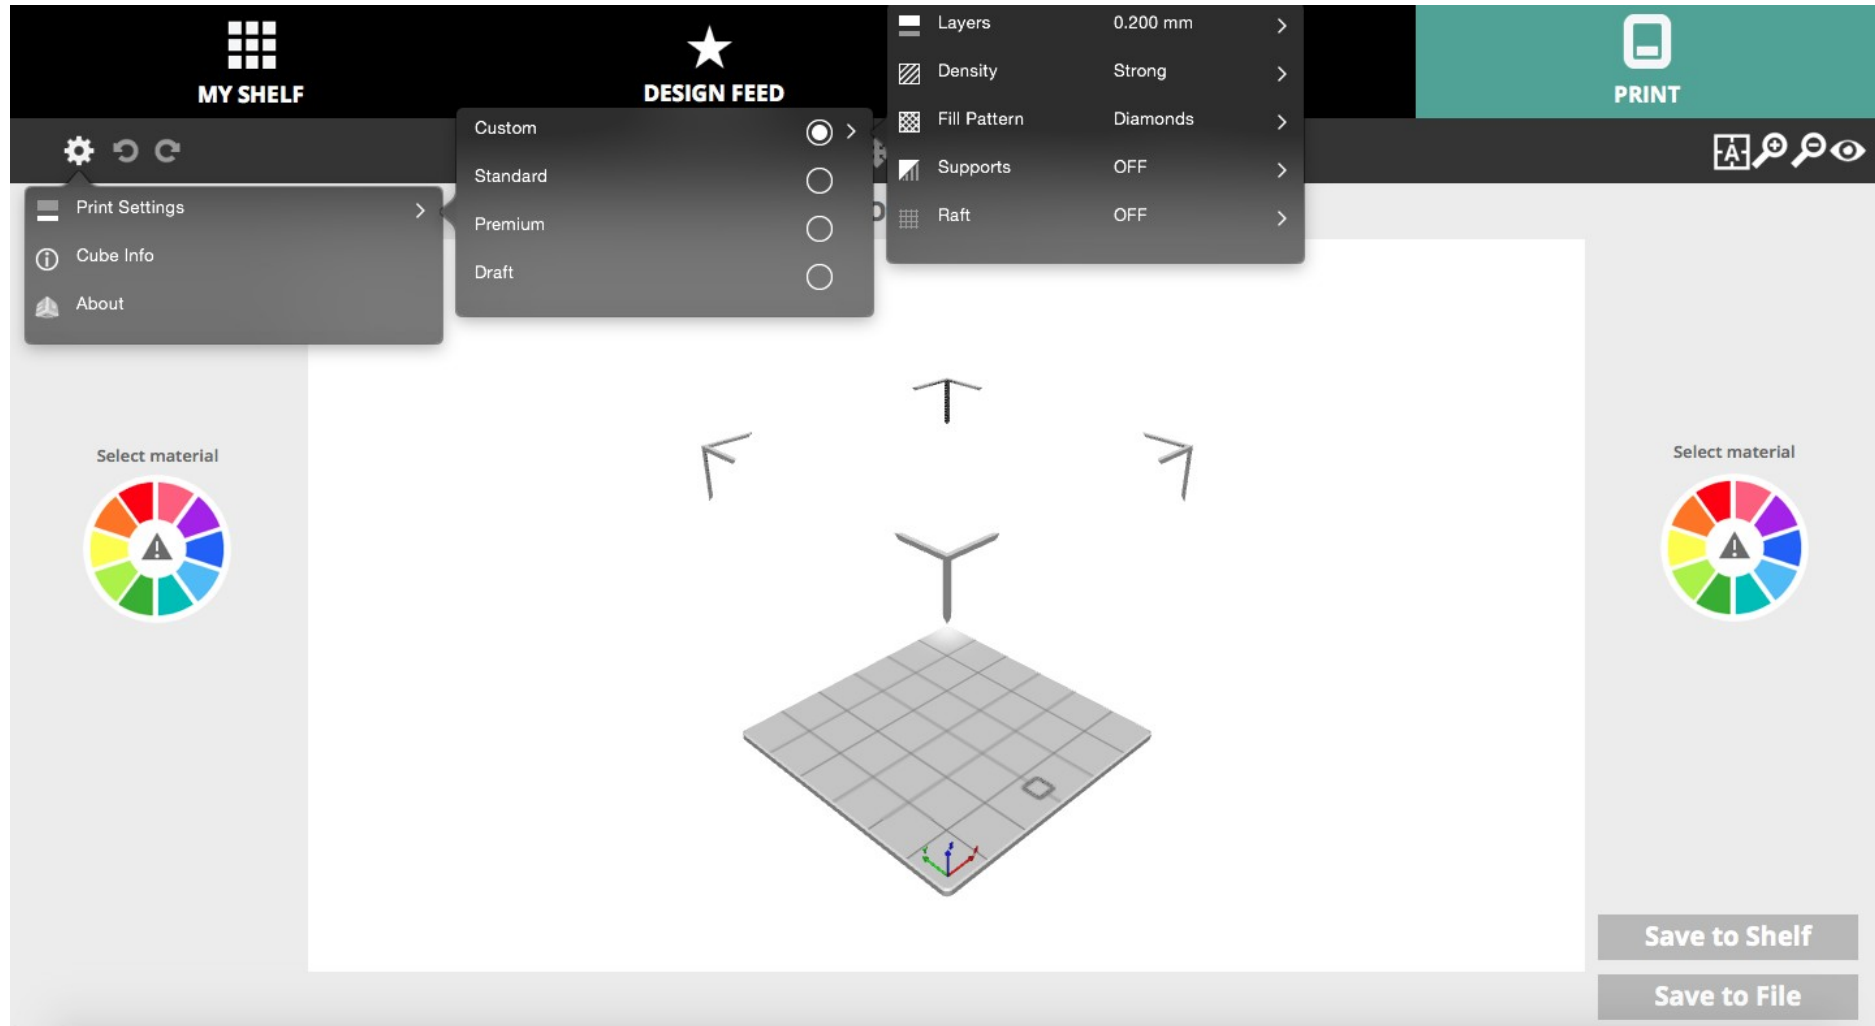 MY SHELF
DESIGN FEED
PRINT
Layers 0.200 mm
Density Strong
Fill Pattern Diamonds
Supports OFF
Raft OFF
Custom
Standard
Premium
Draft
Print Settings
Cube Info
About
Select material
Select material
Save to Shelf
Save to File